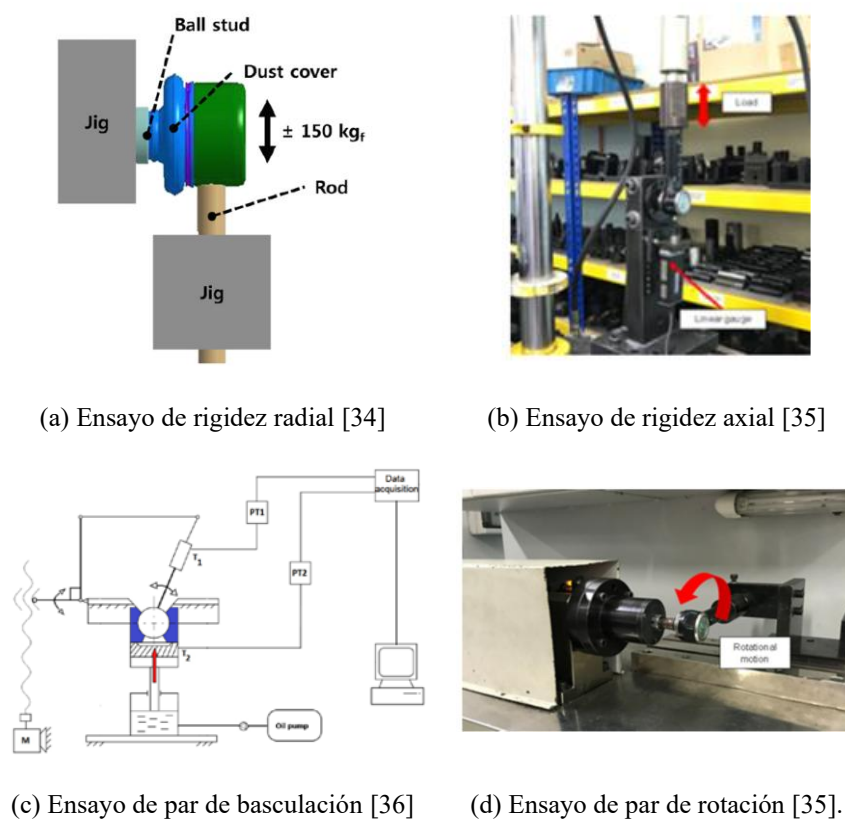 Ball stud
Dust cover
Jig
± 150 kgf
Rod
Jig
Load
Linear gauge
(a) Ensayo de rigidez radial [34]
(b) Ensayo de rigidez axial [35]
Data
acquisition
PT1
T1
PT2
T2
M
Oil pump
Rotational
motion
(c) Ensayo de par de basculación [36]
(d) Ensayo de par de rotación [35].